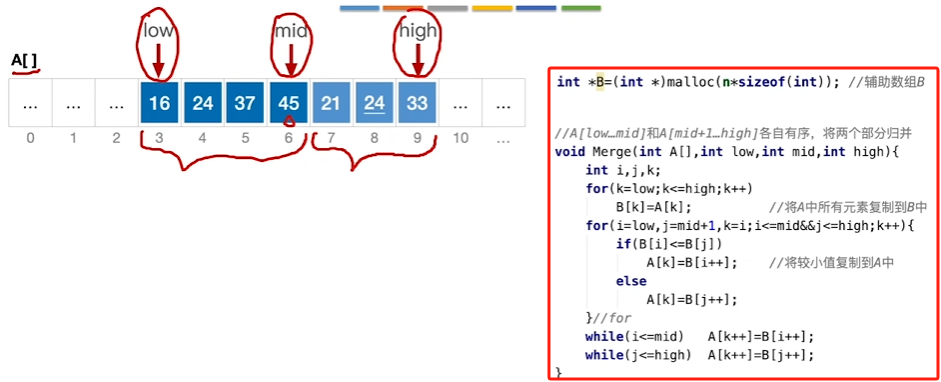 low mid high
A[ ]
... ... ... 16 24 37 45 21 24 33 ... ...
0 1 2 3 4 5 6 7 8 9 10 ...
int *B=(int *)malloc(n*sizeof(int)); //辅助数组B
//A[low…mid]和A[mid+1…high]各自有序，将两个部分归并
void Merge(int A[],int low,int mid,int high){
int i,j,k;
for(k=low;k<=high;k++)
B[k]=A[k]; //将A中所有元素复制到B中
for(i=low,j=mid+1,k=i;i<=mid&&j<=high;k++){
if(B[i]<=B[j])
A[k]=B[i++]; //将较小值复制到A中
else
A[k]=B[j++];
}//for
while(i<=mid) A[k++]=B[i++];
while(j<=high) A[k++]=B[j++];
}